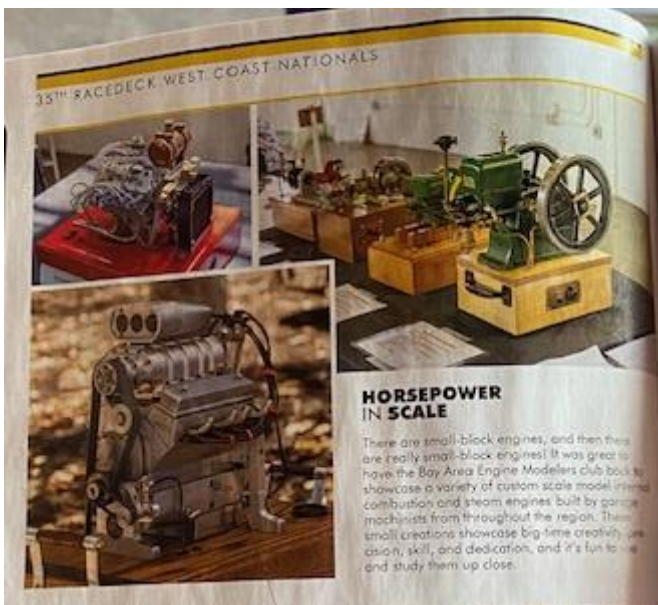 35TH RACEDECK WEST COAST NATIONALS
HORSEPOWER
IN SCALE
There are small-block engines, and then there
are really small-block engines! It was great to
have the Bay Area Engine Modelers club back to
showcase a variety of custom scale model internal
combustion and steam engines built by garage
machinists from throughout the region. These
small creations showcase big-time creativity, pre-
cision, skill, and dedication, and it's fun to see
and study them up close.